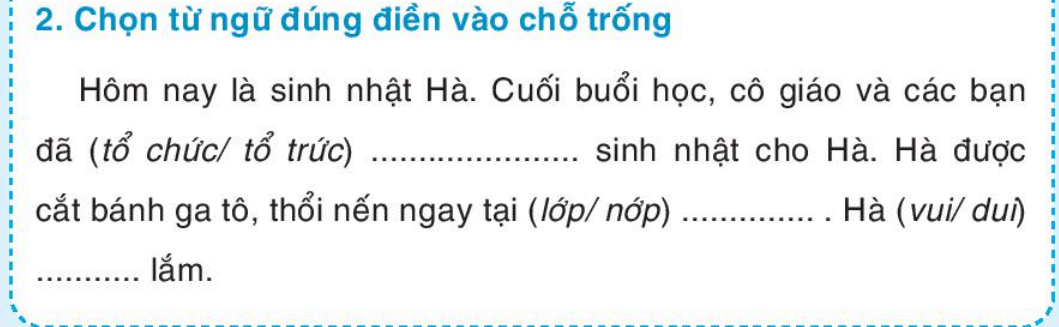 2. Chọn từ ngữ đúng điền vào chỗ trống
Hôm nay là sinh nhật Hà. Cuối buổi học, cô giáo và các bạn
đã (tổ chức/ tổ trức) ...................... sinh nhật cho Hà. Hà được
cắt bánh ga tô, thổi nến ngay tại (lớp/ nớp) .............. . Hà (vui/ dui)
........... lắm.